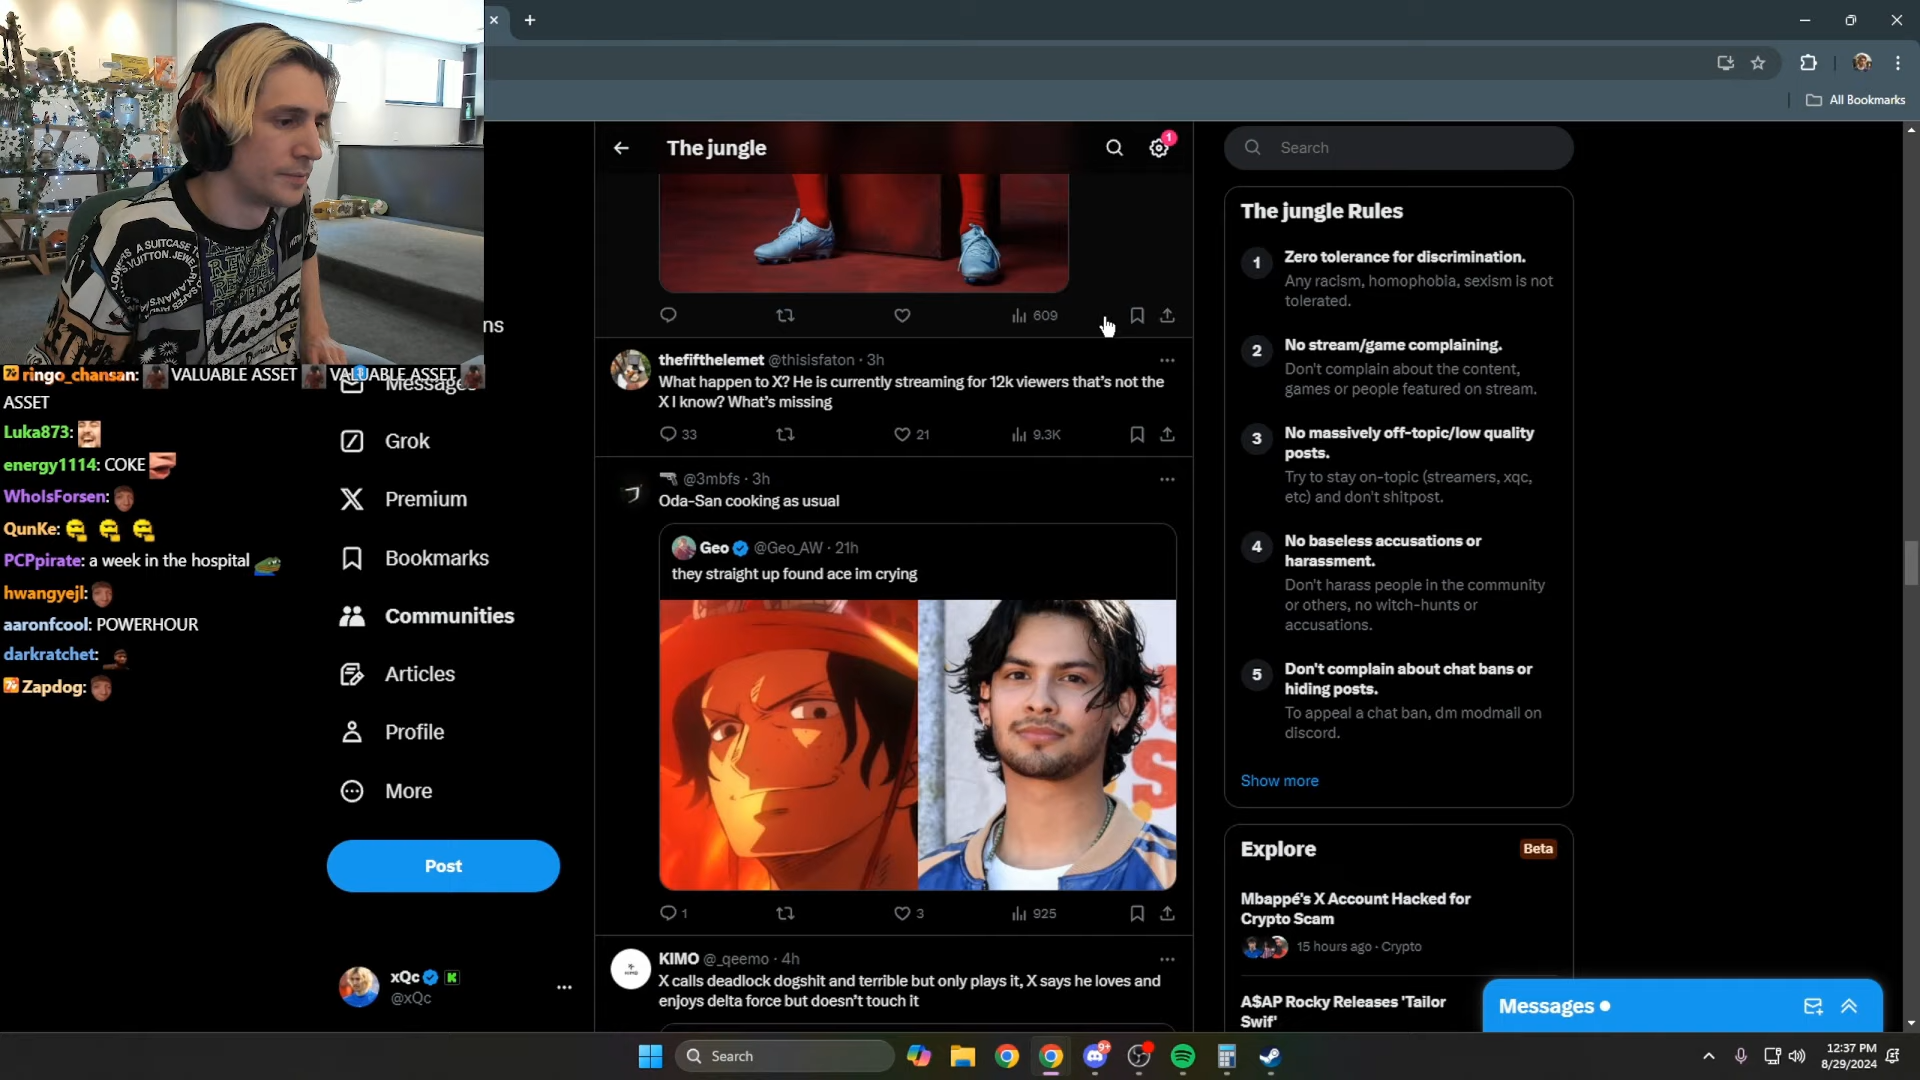 All Bookmarks
ringo_chansan: VALUABLE ASSET VALUABLE ASSET
ASSET
Luka873:
energy1114: COKE
WhoIsForsen:
QunKe:
PCPpirate: a week in the hospital
hwangyejl:
aaronfcool: POWERHOUR
darkratchet:
Zapdog:
ns
Messages
Grok
Premium
Bookmarks
Communities
Articles
Profile
More
Post
xQc
@xQc
The jungle
1
609
thefifthelemet @thisisfaton · 3h
What happen to X? He is currently streaming for 12k viewers that's not the
X I know? What's missing
33 21 9.3K
@3mbfs · 3h
Oda-San cooking as usual
Geo @Geo_AW · 21h
they straight up found ace im crying
1 3 925
KIMO @_qeemo · 4h
X calls deadlock dogshit and terrible but only plays it, X says he loves and
enjoys delta force but doesn't touch it
Search
The jungle Rules
1 Zero tolerance for discrimination.
Any racism, homophobia, sexism is not
tolerated.
2 No stream/game complaining.
Don't complain about the content,
games or people featured on stream.
3 No massively off-topic/low quality
posts.
Try to stay on-topic (streamers, xqc,
etc) and don't shitpost.
4 No baseless accusations or
harassment.
Don't harass people in the community
or others, no witch-hunts or
accusations.
5 Don't complain about chat bans or
hiding posts.
To appeal a chat ban, dm modmail on
discord.
Show more
Explore Beta
Mbappé's X Account Hacked for
Crypto Scam
15 hours ago · Crypto
A$AP Rocky Releases 'Tailor
Swif'
Messages
Search
9+
12:37 PM
8/29/2024